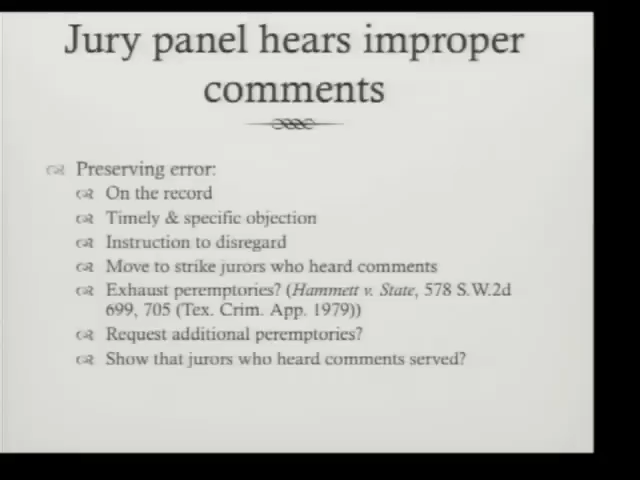 Jury panel hears improper
comments
Preserving error:
On the record
Timely & specific objection
Instruction to disregard
Move to strike jurors who heard comments
Exhaust peremptories? (Hammett v. State, 578 S.W.2d
699, 705 (Tex. Crim. App. 1979))
Request additional peremptories?
Show that jurors who heard comments served?